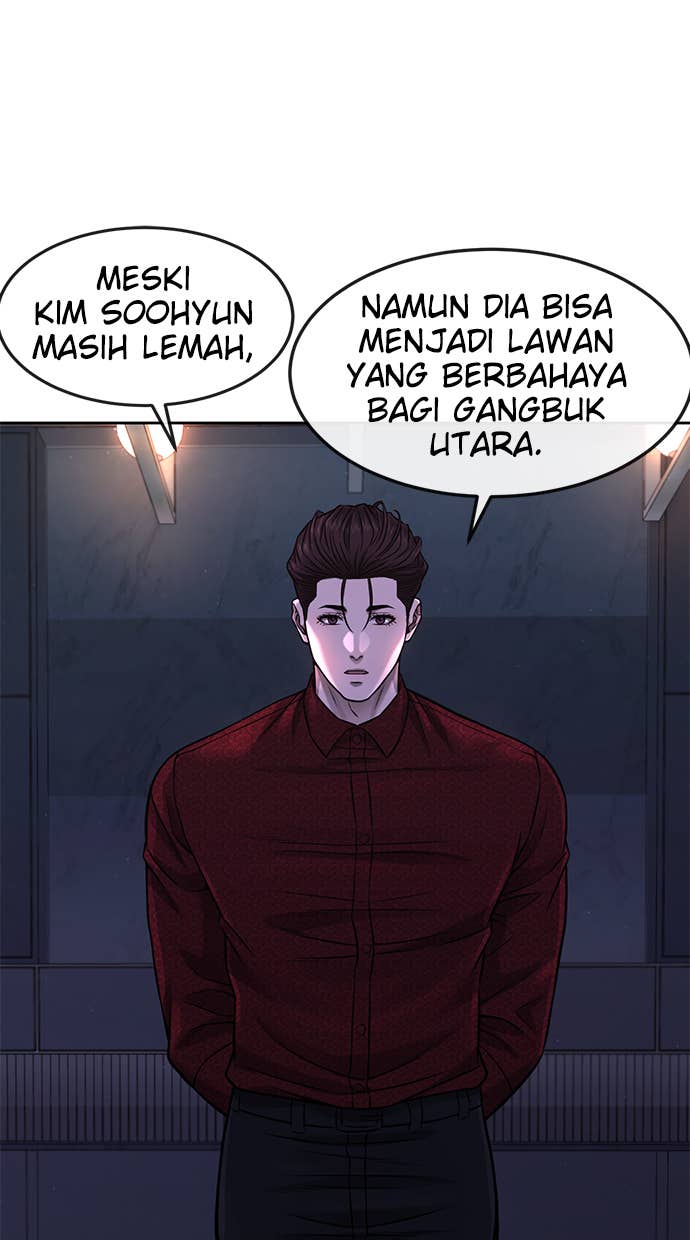 MESKI
KIM SOOHYUN
MASIH LEMAH,
NAMUN DIA BISA
MENJADI LAWAN
YANG BERBAHAYA
BAGI GANGBUK
UTARA.